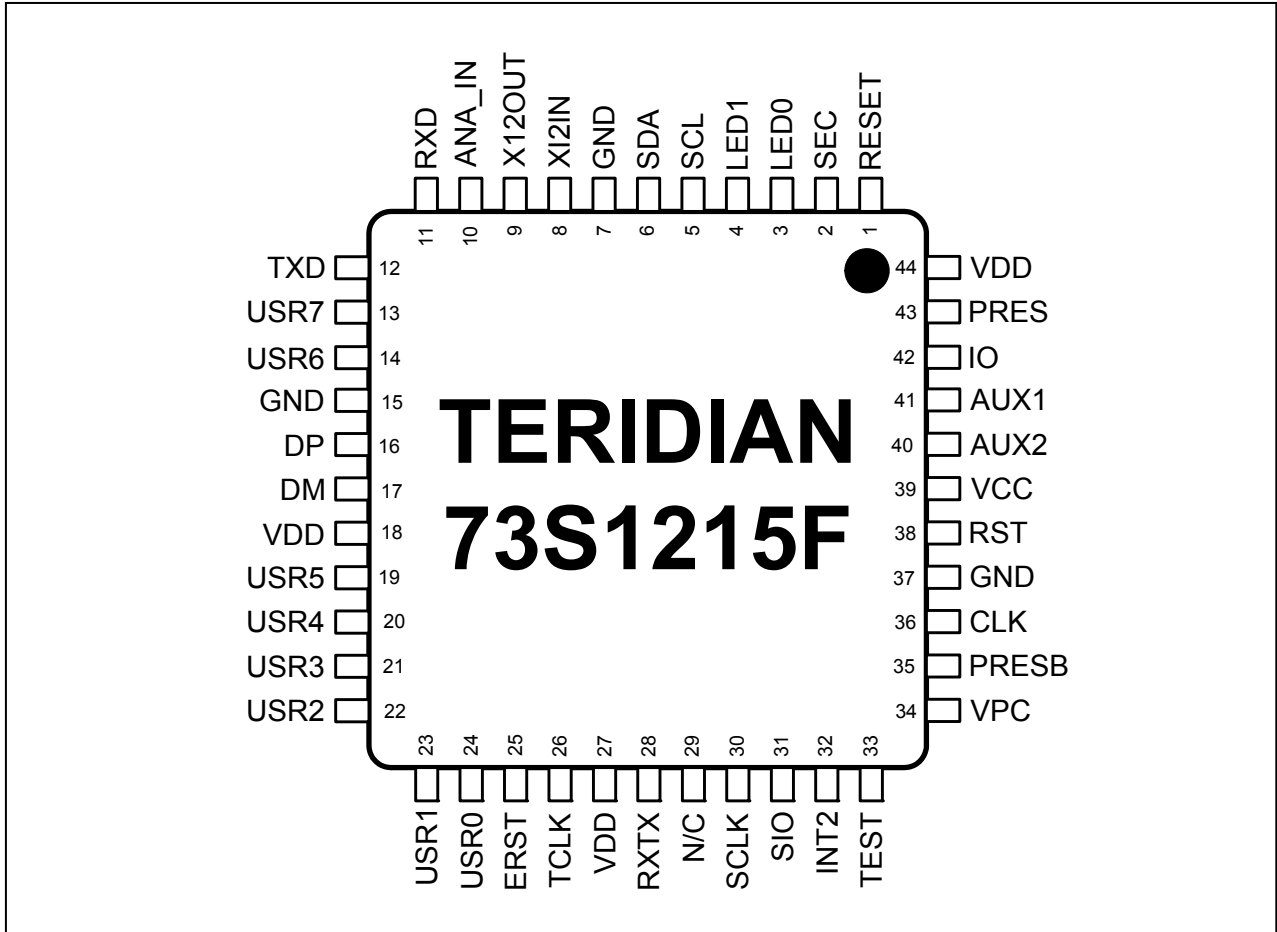 RXD
ANA_IN
X12OUT
XI2IN
GND
SDA
SCL
LED1
LED0
SEC
RESET
11
10
9
8
7
6
5
4
3
2
1
TXD 12
USR7 13
USR6 14
GND 15
DP 16
DM 17
VDD 18
USR5 19
USR4 20
USR3 21
USR2 22
TERIDIAN
73S1215F
44 VDD
43 PRES
42 IO
41 AUX1
40 AUX2
39 VCC
38 RST
37 GND
36 CLK
35 PRESB
34 VPC
23
24
25
26
27
28
29
30
31
32
33
USR1
USR0
ERST
TCLK
VDD
RXTX
N/C
SCLK
SIO
INT2
TEST